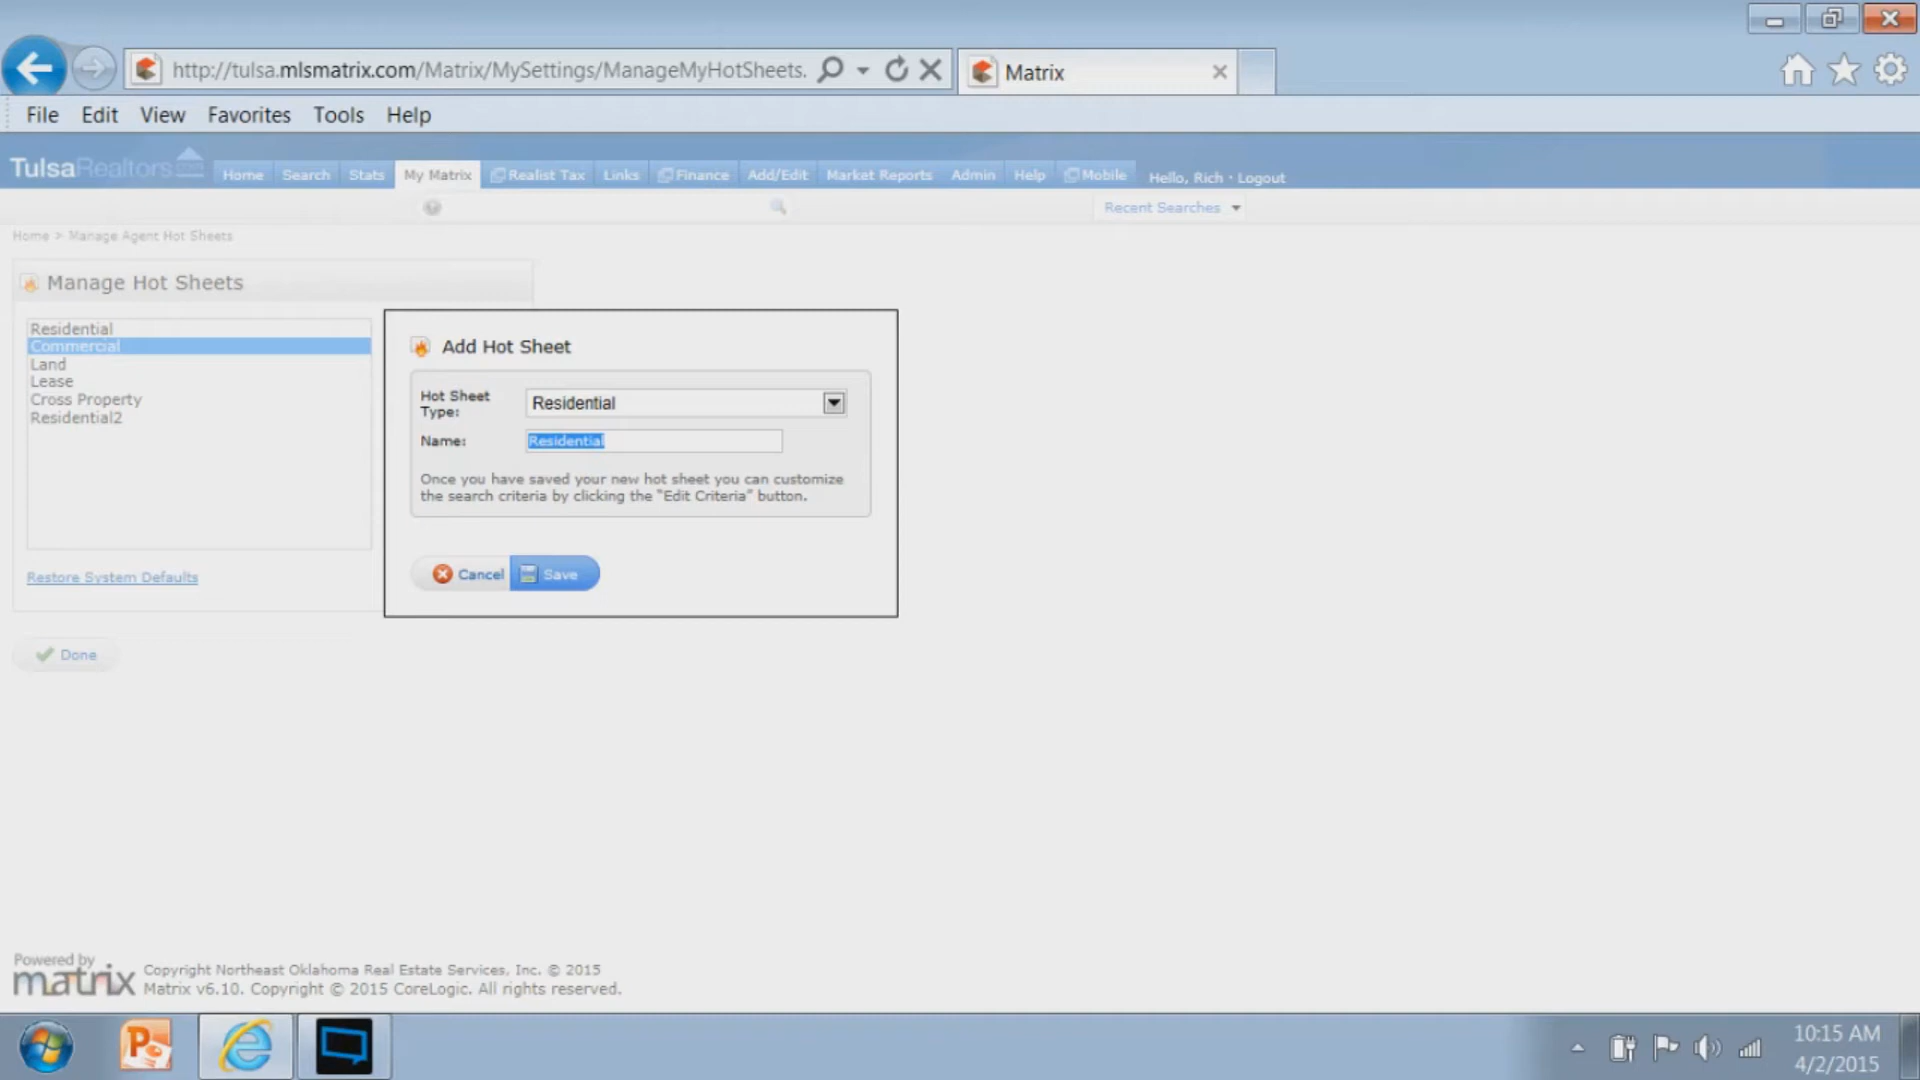 http://tulsa.mlsmatrix.com/Matrix/MySettings/ManageMyHotSheets.
Matrix
File Edit View Favorites Tools Help
TulsaRealtors
Home Search Stats My Matrix Realist Tax Links Finance Add/Edit Market Reports Admin Help Mobile Hello, Rich • Logout
Recent Searches
Home > Manage Agent Hot Sheets
Manage Hot Sheets
Residential
Commercial
Land
Lease
Cross Property
Residential2
Restore System Defaults
Done
Add Hot Sheet
Hot Sheet
Type:
Residential
Name:
Residential
Once you have saved your new hot sheet you can customize
the search criteria by clicking the "Edit Criteria" button.
Cancel Save
Powered by
matrix
Copyright Northeast Oklahoma Real Estate Services, Inc. © 2015
Matrix v6.10. Copyright © 2015 CoreLogic. All rights reserved.
10:15 AM
4/2/2015